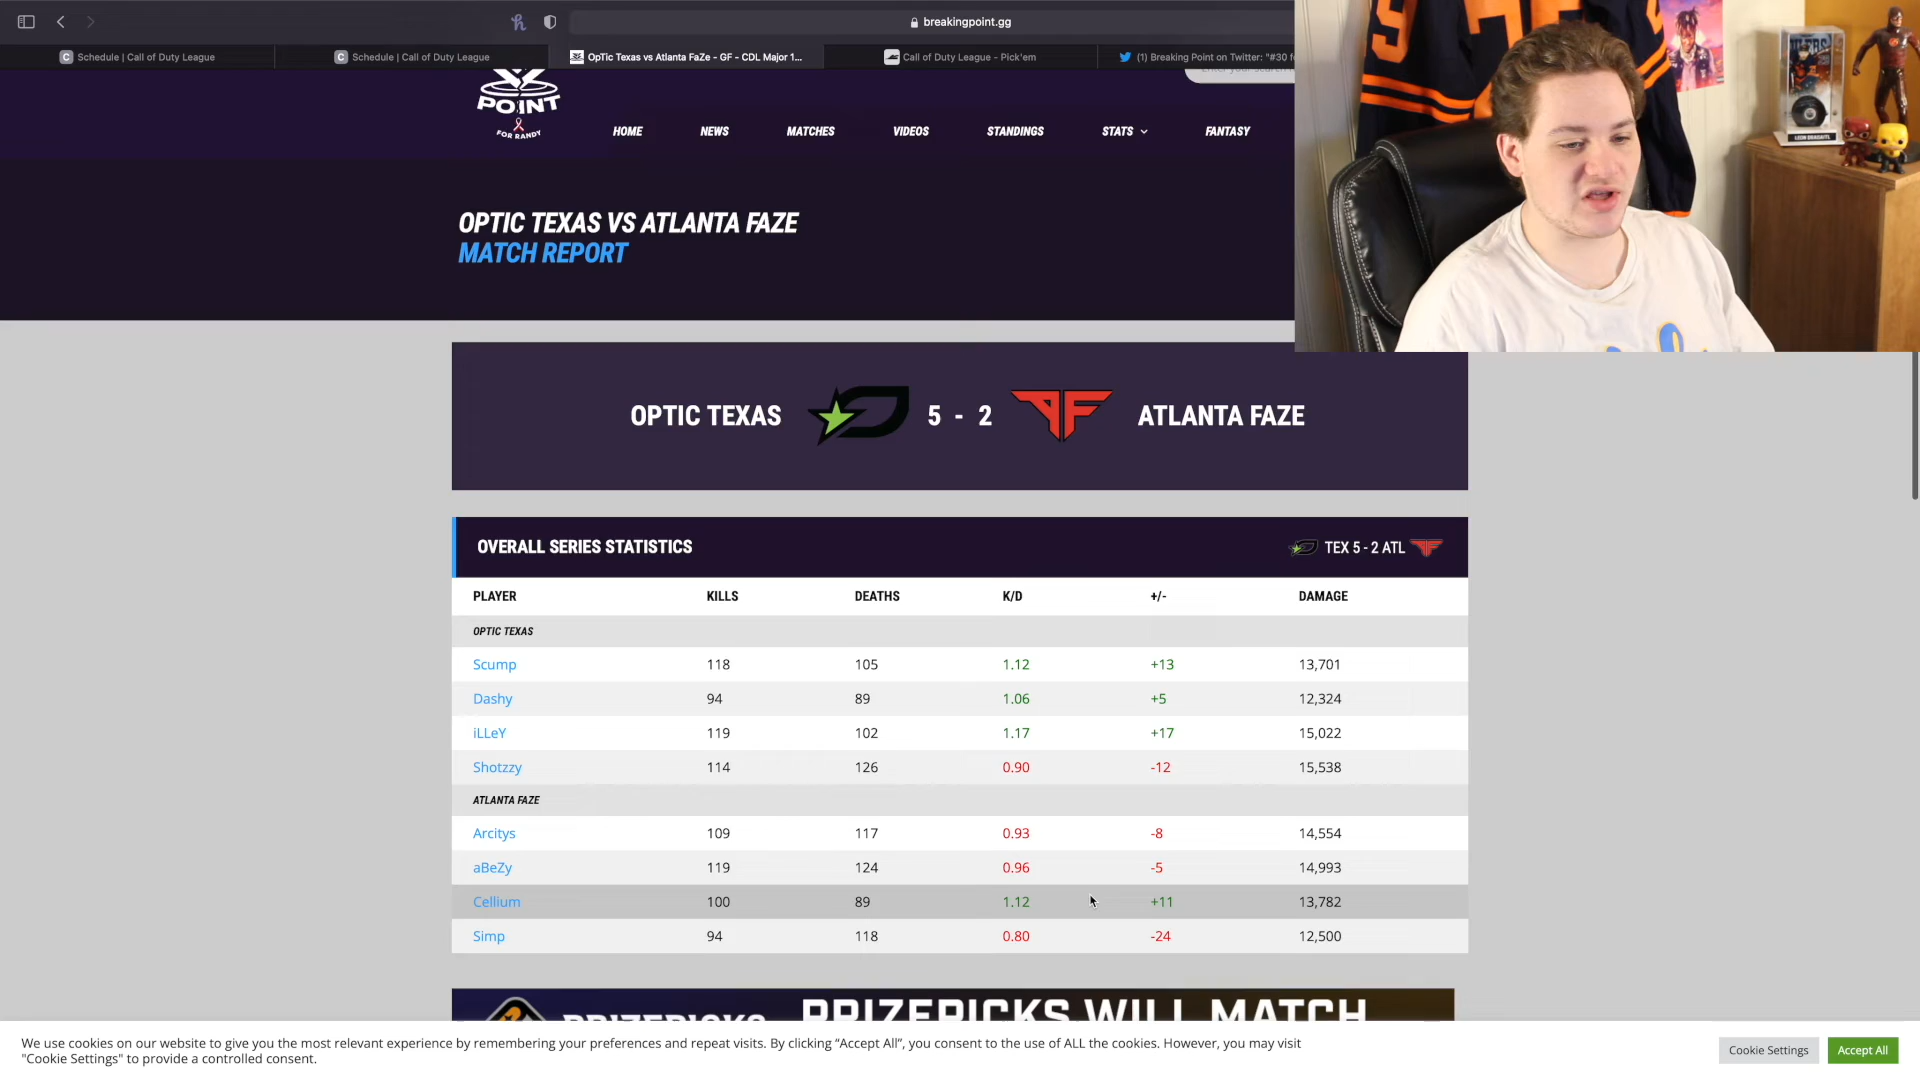 breakingpoint.gg
Schedule | Call of Duty League
Schedule | Call of Duty League
OpTic Texas vs Atlanta FaZe - GF - CDL Major 1...
Call of Duty League - Pick'em
(1) Breaking Point on Twitter: "#30 f
POINT
FOR RANDY
HOME
NEWS
MATCHES
VIDEOS
STANDINGS
STATS
FANTASY
OPTIC TEXAS VS ATLANTA FAZE
MATCH REPORT
LEON DRAISAITL
OPTIC TEXAS 5 - 2 ATLANTA FAZE
OVERALL SERIES STATISTICS
TEX 5 - 2 ATL
PLAYER KILLS DEATHS K/D +/- DAMAGE
OPTIC TEXAS
Scump 118 105 1.12 +13 13,701
Dashy 94 89 1.06 +5 12,324
iLLeY 119 102 1.17 +17 15,022
Shotzzy 114 126 0.90 -12 15,538
ATLANTA FAZE
Arcitys 109 117 0.93 -8 14,554
aBeZy 119 124 0.96 -5 14,993
Cellium 100 89 1.12 +11 13,782
Simp 94 118 0.80 -24 12,500
PRIZEPICKS
PRIZEPICKS WILL MATCH
We use cookies on our website to give you the most relevant experience by remembering your preferences and repeat visits. By clicking “Accept All”, you consent to the use of ALL the cookies. However, you may visit
"Cookie Settings" to provide a controlled consent.
Cookie Settings
Accept All